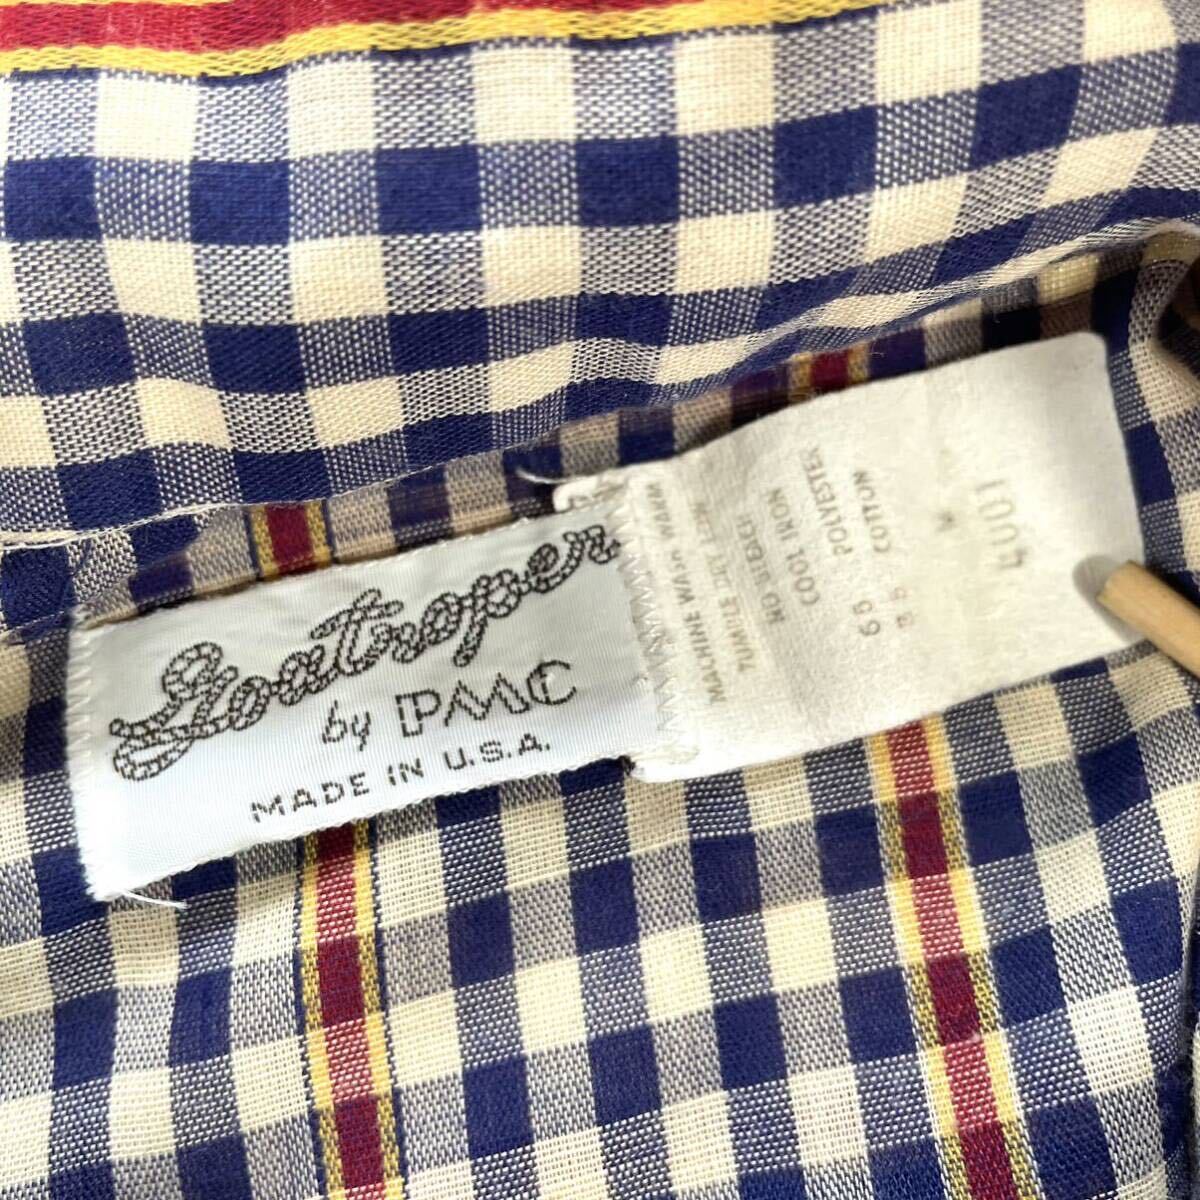 Goatroper
by PMC
MADE IN U.S.A.
MACHINE WASH WARM
TUMBLE DRY LOW
NO BLEACH
COOL IRON
65 POLYESTER
35 COTTON
4001